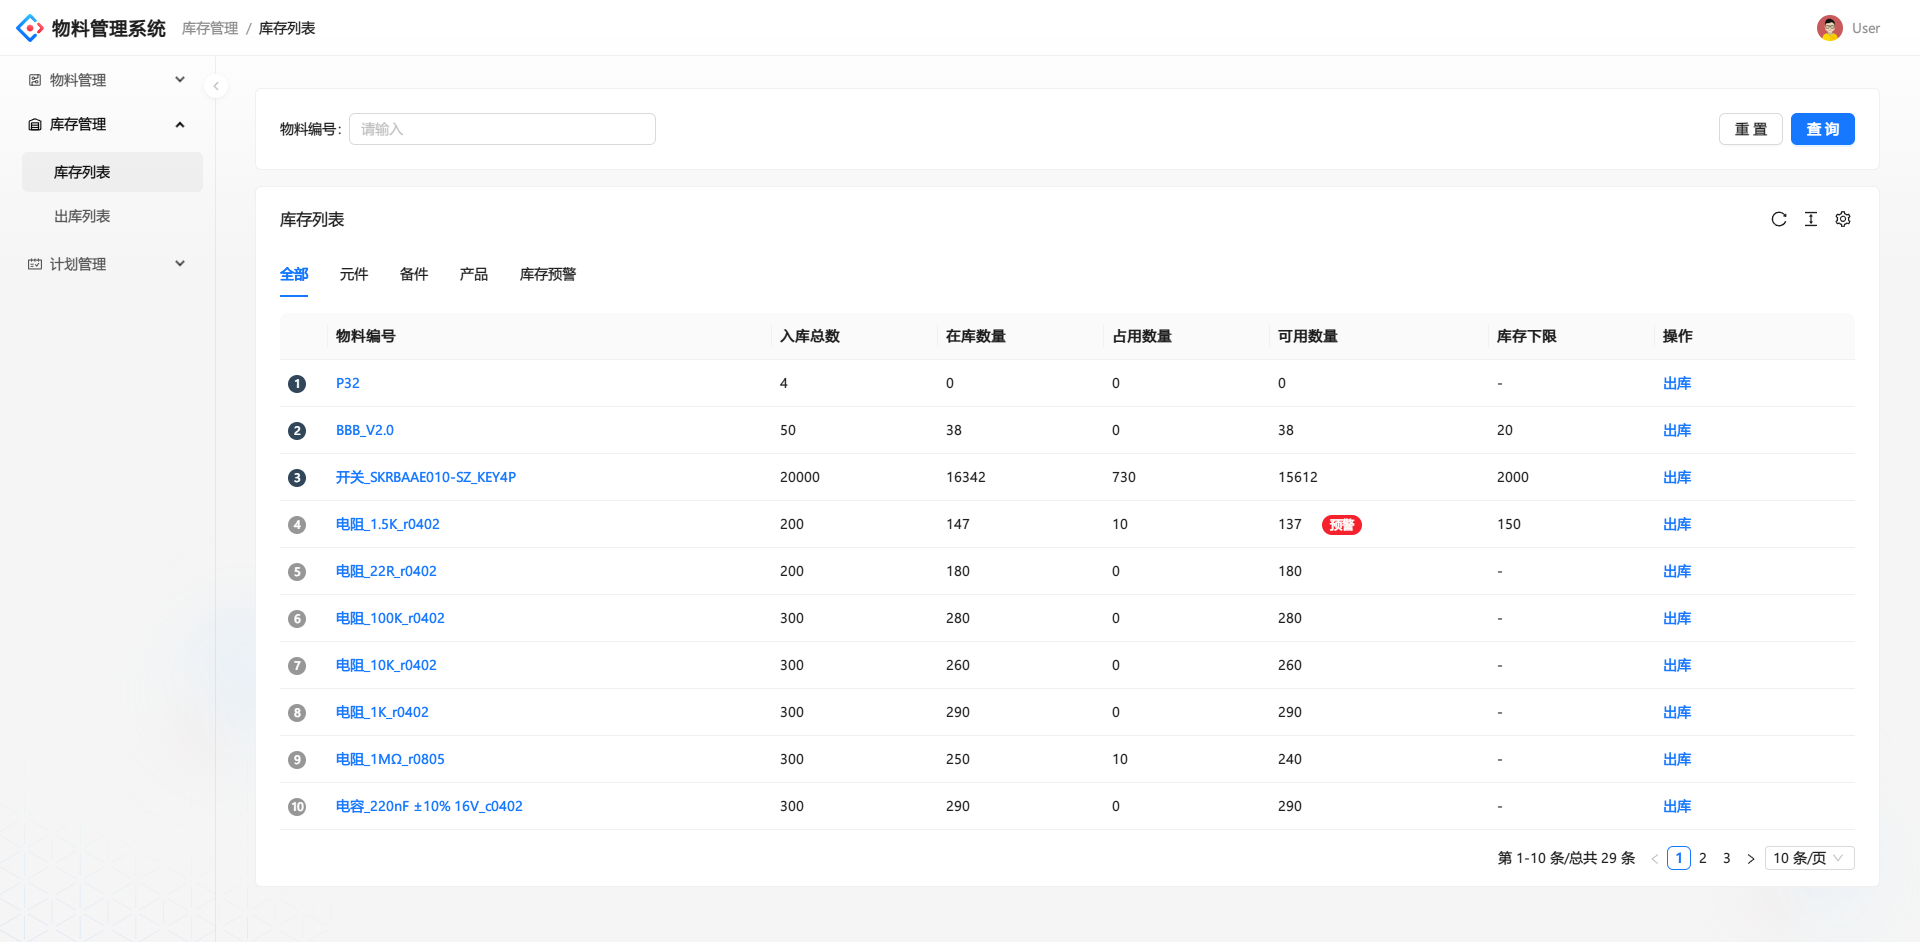 物料管理系统 库存管理 / 库存列表 User
物料管理
库存管理
库存列表
出库列表
计划管理
物料编号: 请输入 重 置 查 询
库存列表
全部 元件 备件 产品 库存预警
物料编号 入库总数 在库数量 占用数量 可用数量 库存下限 操作
1 P32 4 0 0 0 - 出库
2 BBB_V2.0 50 38 0 38 20 出库
3 开关_SKRBAAE010-SZ_KEY4P 20000 16342 730 15612 2000 出库
4 电阻_1.5K_r0402 200 147 10 137 预警 150 出库
5 电阻_22R_r0402 200 180 0 180 - 出库
6 电阻_100K_r0402 300 280 0 280 - 出库
7 电阻_10K_r0402 300 260 0 260 - 出库
8 电阻_1K_r0402 300 290 0 290 - 出库
9 电阻_1MΩ_r0805 300 250 10 240 - 出库
10 电容_220nF ±10% 16V_c0402 300 290 0 290 - 出库
第 1-10 条/总共 29 条 < 1 2 3 > 10 条/页